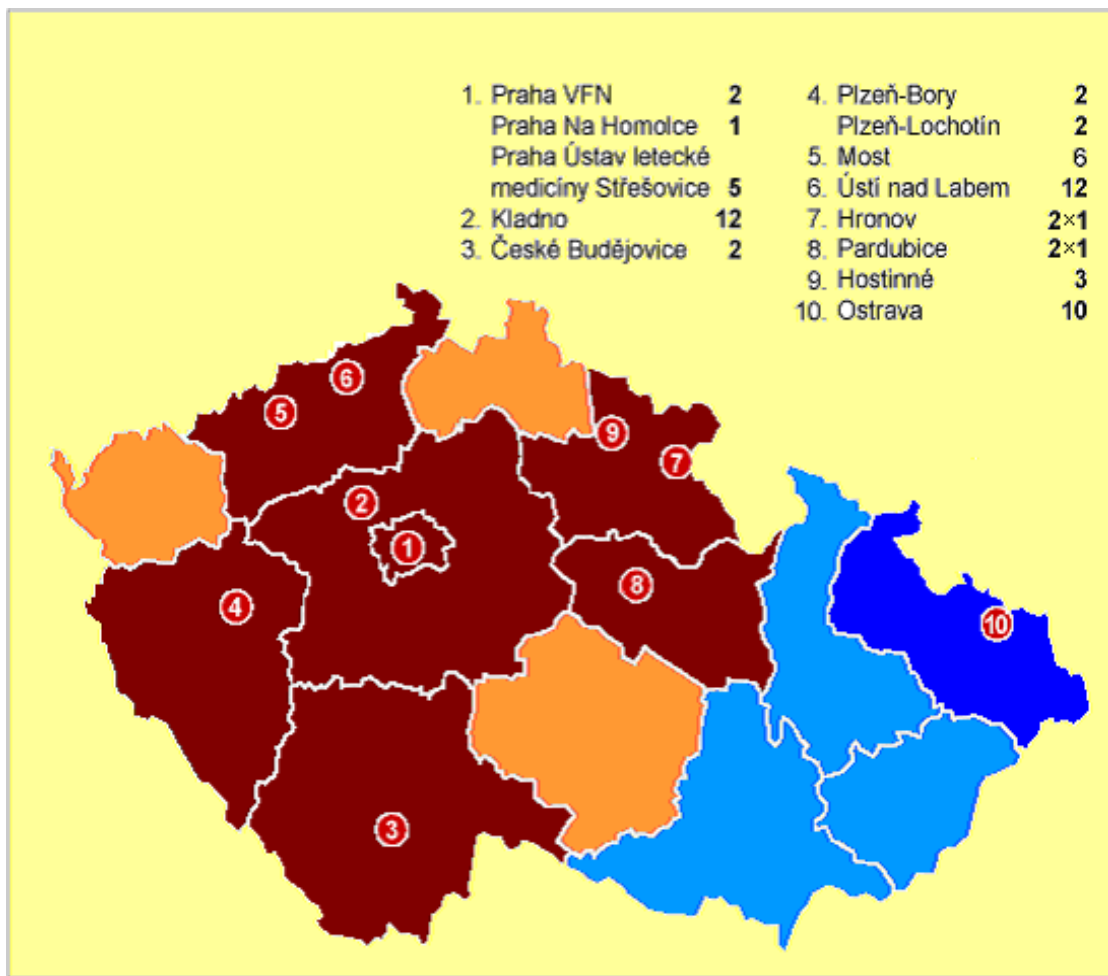 1. Praha VFN 2
Praha Na Homolce 1
Praha Ústav letecké
medicíny Střešovice 5
2. Kladno 12
3. České Budějovice 2
4. Plzeň-Bory 2
Plzeň-Lochotín 2
5. Most 6
6. Ústí nad Labem 12
7. Hronov 2×1
8. Pardubice 2×1
9. Hostinné 3
10. Ostrava 10
6
5
9
7
2
1
8
4
10
3